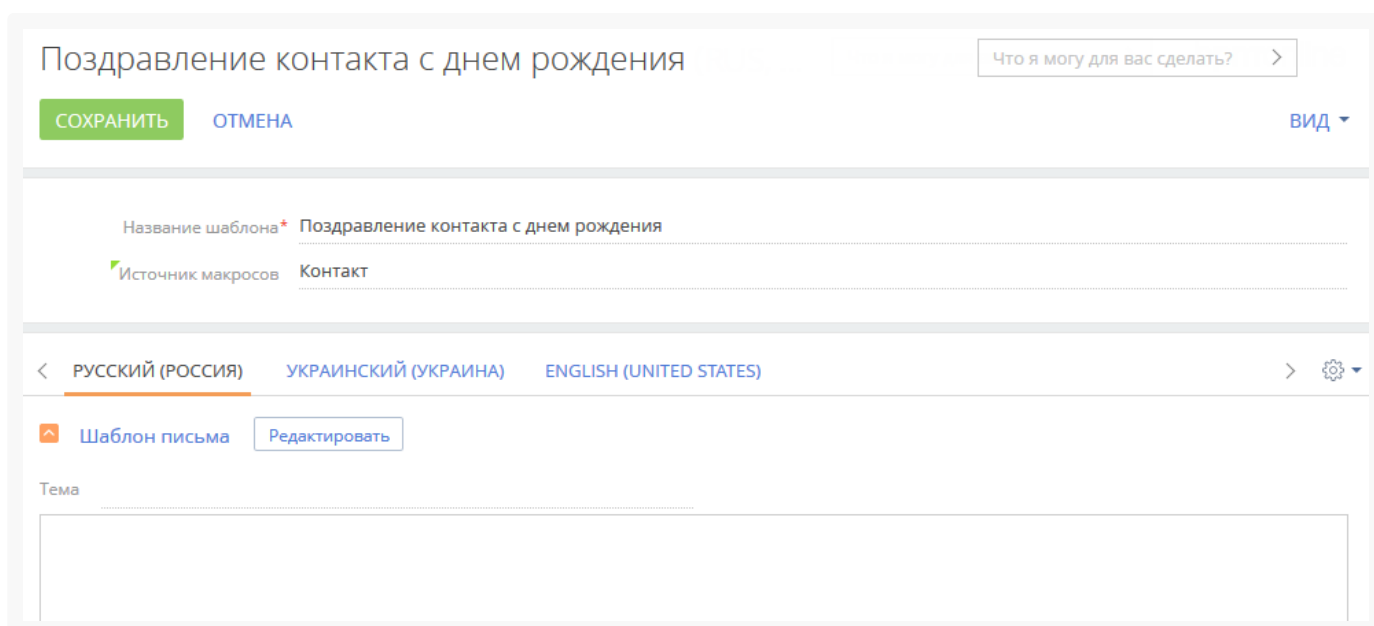 Поздравление контакта с днем рождения
Что я могу для вас сделать?
СОХРАНИТЬ ОТМЕНА ВИД
Название шаблона* Поздравление контакта с днем рождения
Источник макросов Контакт
РУССКИЙ (РОССИЯ) УКРАИНСКИЙ (УКРАИНА) ENGLISH (UNITED STATES)
Шаблон письма Редактировать
Тема